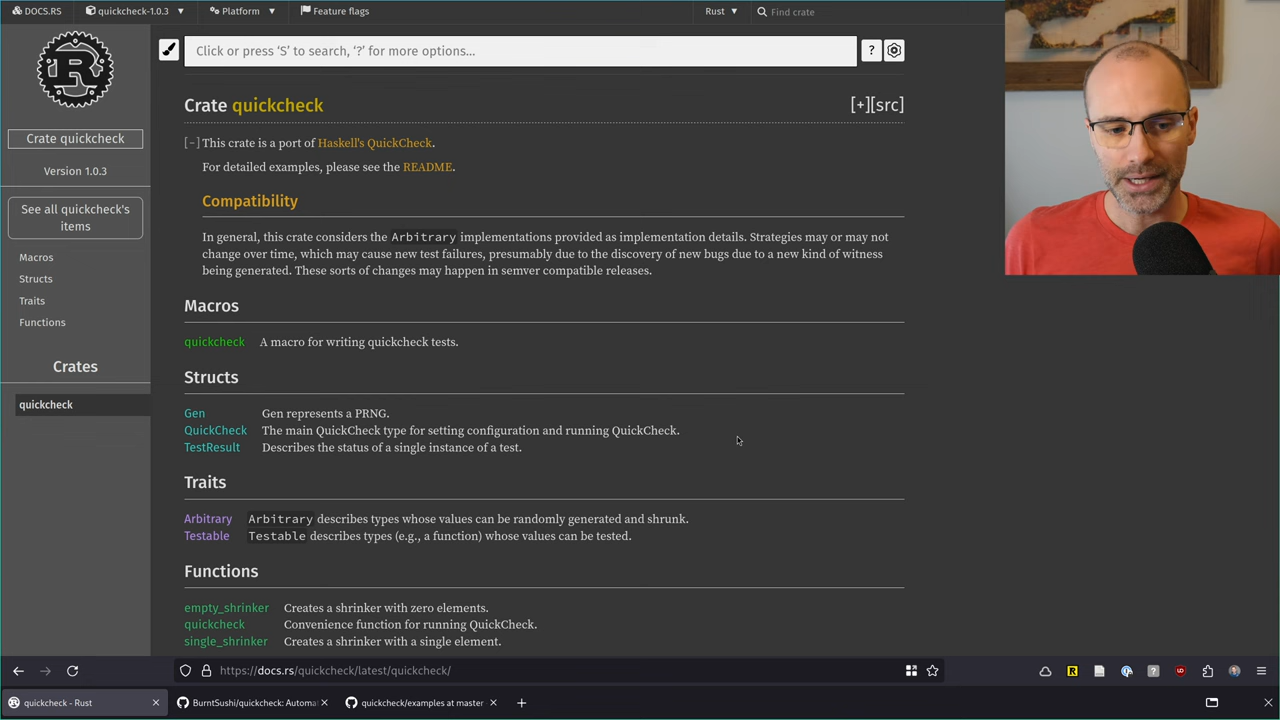 DOCS.RS
quickcheck-1.0.3
Platform
Feature flags
Rust
Find crate
Click or press ‘S’ to search, ‘?’ for more options…
?
R
Crate quickcheck
Version 1.0.3
See all quickcheck's
items
Macros
Structs
Traits
Functions
Crates
quickcheck
Crate quickcheck
[+][src]
[−] This crate is a port of Haskell's QuickCheck.
For detailed examples, please see the README.
Compatibility
In general, this crate considers the Arbitrary implementations provided as implementation details. Strategies may or may not
change over time, which may cause new test failures, presumably due to the discovery of new bugs due to a new kind of witness
being generated. These sorts of changes may happen in semver compatible releases.
Macros
quickcheck A macro for writing quickcheck tests.
Structs
Gen Gen represents a PRNG.
QuickCheck The main QuickCheck type for setting configuration and running QuickCheck.
TestResult Describes the status of a single instance of a test.
Traits
Arbitrary Arbitrary describes types whose values can be randomly generated and shrunk.
Testable Testable describes types (e.g., a function) whose values can be tested.
Functions
empty_shrinker Creates a shrinker with zero elements.
quickcheck Convenience function for running QuickCheck.
single_shrinker Creates a shrinker with a single element.
https://docs.rs/quickcheck/latest/quickcheck/
quickcheck - Rust
BurntSushi/quickcheck: Automa
quickcheck/examples at master